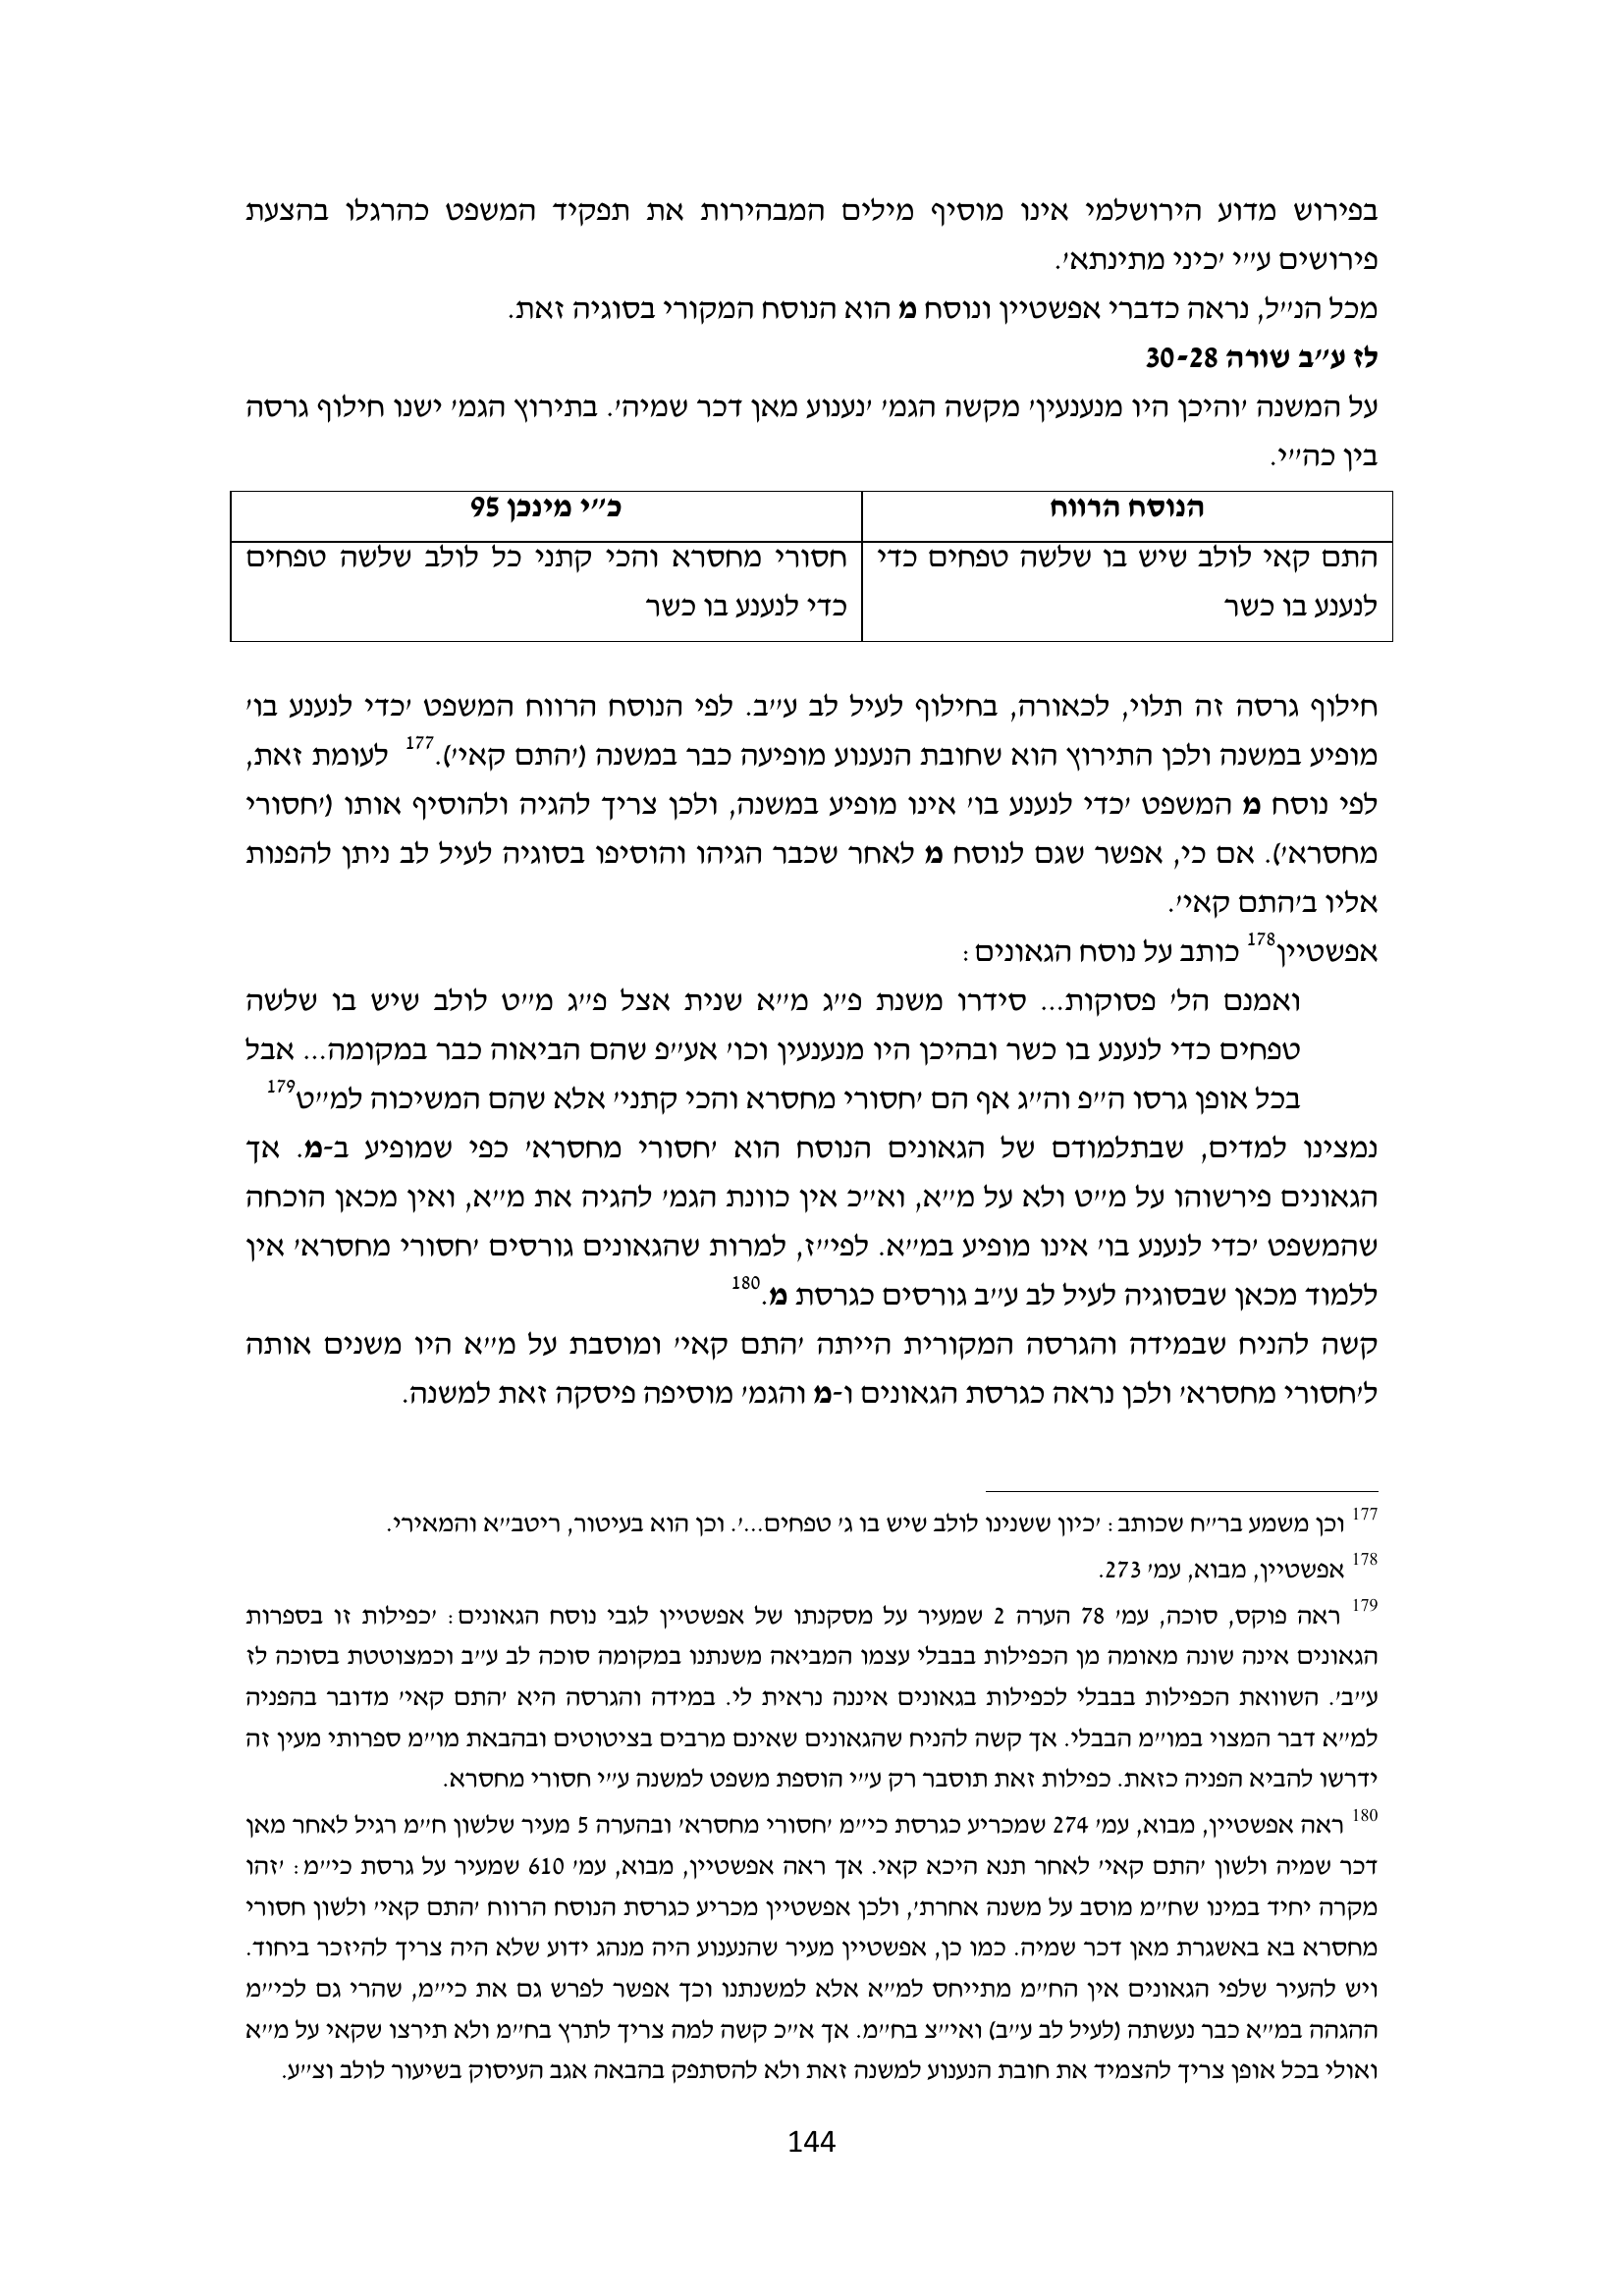 בפירוש מדוע הירושלמי אינו מוסיף מילים המבהירות את תפקיד המשפט כהרגלו בהצעת
פירושים ע״י ׳כיני מתינתא׳.
מכל הנ״ל, נראה כדברי אפשטיין ונוסח מ הוא הנוסח המקורי בסוגיה זאת.
לז ע״ב שורה 30-28
על המשנה ׳והיכן היו מנענעין׳ מקשה הגמ׳ ׳נענוע מאן דכר שמיה׳. בתירוץ הגמ׳ ישנו חילוף גרסה
בין כה״י.
הנוסח הרווח כ״י מינכן 95
התם קאי לולב שיש בו שלשה טפחים כדי חסורי מחסרא והכי קתני כל לולב שלשה טפחים
לנענע בו כשר כדי לנענע בו כשר
חילוף גרסה זה תלוי, לכאורה, בחילוף לעיל לב ע״ב. לפי הנוסח הרווח המשפט ׳כדי לנענע בו׳
מופיע במשנה ולכן התירוץ הוא שחובת הנענוע מופיעה כבר במשנה (׳התם קאי׳).177 לעומת זאת,
לפי נוסח מ המשפט ׳כדי לנענע בו׳ אינו מופיע במשנה, ולכן צריך להגיה ולהוסיף אותו (׳חסורי
מחסרא׳). אם כי, אפשר שגם לנוסח מ לאחר שכבר הגיהו והוסיפו בסוגיה לעיל לב ניתן להפנות
אליו ב׳התם קאי׳.
אפשטיין178 כותב על נוסח הגאונים:
ואמנם הל׳ פסוקות... סידרו משנת פ״ג מ״א שנית אצל פ״ג מ״ט לולב שיש בו שלשה
טפחים כדי לנענע בו כשר ובהיכן היו מנענעין וכו׳ אע״פ שהם הביאוה כבר במקומה... אבל
בכל אופן גרסו ה״פ וה״ג אף הם ׳חסורי מחסרא והכי קתני׳ אלא שהם המשיכוה למ״ט179
נמצינו למדים, שבתלמודם של הגאונים הנוסח הוא ׳חסורי מחסרא׳ כפי שמופיע ב-מ. אך
הגאונים פירשוהו על מ״ט ולא על מ״א, וא״כ אין כוונת הגמ׳ להגיה את מ״א, ואין מכאן הוכחה
שהמשפט ׳כדי לנענע בו׳ אינו מופיע במ״א. לפי״ז, למרות שהגאונים גורסים ׳חסורי מחסרא׳ אין
ללמוד מכאן שבסוגיה לעיל לב ע״ב גורסים כגרסת מ.180
קשה להניח שבמידה והגרסה המקורית הייתה ׳התם קאי׳ ומוסבת על מ״א היו משנים אותה
ל׳חסורי מחסרא׳ ולכן נראה כגרסת הגאונים ו-מ והגמ׳ מוסיפה פיסקה זאת למשנה.
177 וכן משמע בר״ח שכותב: ׳כיון ששנינו לולב שיש בו ג׳ טפחים...׳. וכן הוא בעיטור, ריטב״א והמאירי.
178 אפשטיין, מבוא, עמ׳ 273.
179 ראה פוקס, סוכה, עמ׳ 78 הערה 2 שמעיר על מסקנתו של אפשטיין לגבי נוסח הגאונים: ׳כפילות זו בספרות
הגאונים אינה שונה מאומה מן הכפילות בבבלי עצמו המביאה משנתנו במקומה סוכה לב ע״ב וכמצוטטת בסוכה לז
ע״ב׳. השוואת הכפילות בבבלי לכפילות בגאונים איננה נראית לי. במידה והגרסה היא ׳התם קאי׳ מדובר בהפניה
למ״א דבר המצוי במו״מ הבבלי. אך קשה להניח שהגאונים שאינם מרבים בציטוטים ובהבאת מו״מ ספרותי מעין זה
ידרשו להביא הפניה כזאת. כפילות זאת תוסבר רק ע״י הוספת משפט למשנה ע״י חסורי מחסרא.
180 ראה אפשטיין, מבוא, עמ׳ 274 שמכריע כגרסת כי״מ ׳חסורי מחסרא׳ ובהערה 5 מעיר שלשון ח״מ רגיל לאחר מאן
דכר שמיה ולשון ׳התם קאי׳ לאחר תנא היכא קאי. אך ראה אפשטיין, מבוא, עמ׳ 610 שמעיר על גרסת כי״מ: ׳זהו
מקרה יחיד במינו שח״מ מוסב על משנה אחרת׳, ולכן אפשטיין מכריע כגרסת הנוסח הרווח ׳התם קאי׳ ולשון חסורי
מחסרא בא באשגרת מאן דכר שמיה. כמו כן, אפשטיין מעיר שהנענוע היה מנהג ידוע שלא היה צריך להיזכר ביחוד.
ויש להעיר שלפי הגאונים אין הח״מ מתייחס למ״א אלא למשנתנו וכך אפשר לפרש גם את כי״מ, שהרי גם לכי״מ
ההגהה במ״א כבר נעשתה (לעיל לב ע״ב) ואי״צ בח״מ. אך א״כ קשה למה צריך לתרץ בח״מ ולא תירצו שקאי על מ״א
ואולי בכל אופן צריך להצמיד את חובת הנענוע למשנה זאת ולא להסתפק בהבאה אגב העיסוק בשיעור לולב וצ״ע.
144